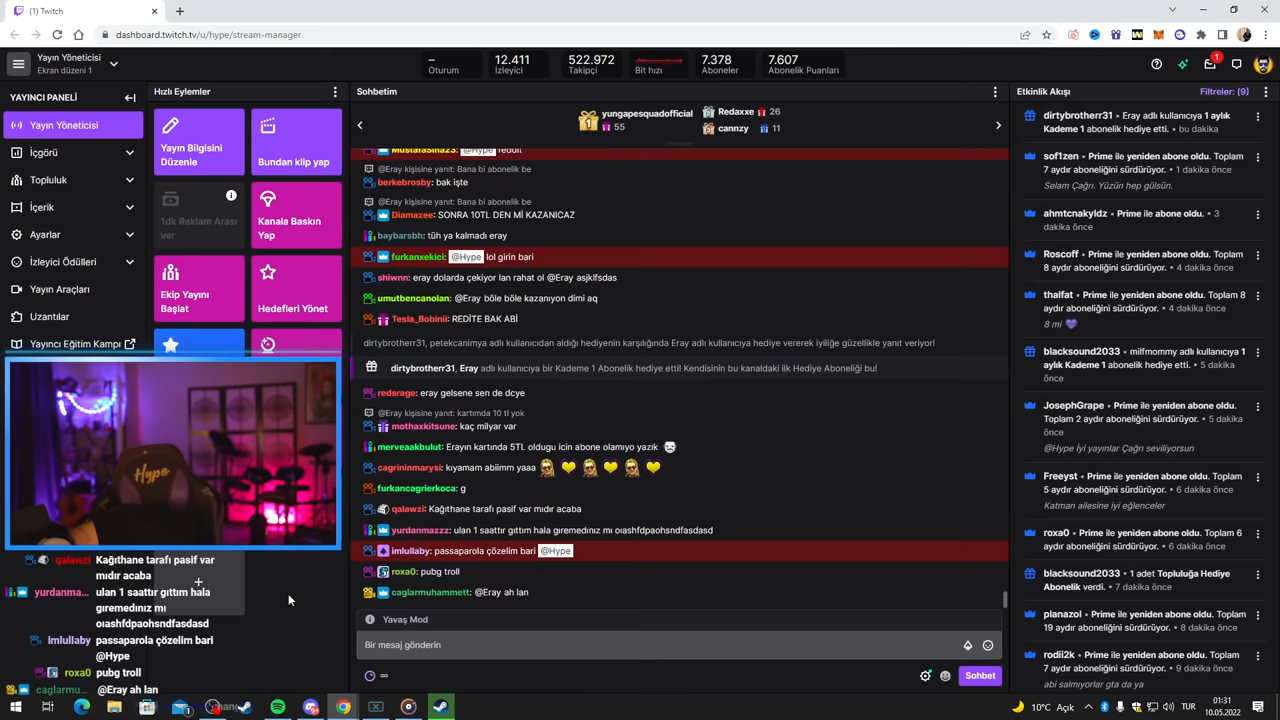 (1) Twitch
dashboard.twitch.tv/u/hype/stream-manager
Yayın Yöneticisi
Ekran düzeni 1
–
Oturum
12.411
İzleyici
522.972
Takipçi
Bit hızı
7.378
Aboneler
7.607
Abonelik Puanları
1
YAYINCI PANELİ
Yayın Yöneticisi
İçgörü
Topluluk
İçerik
Ayarlar
İzleyici Ödülleri
Yayın Araçları
Uzantılar
Yayıncı Eğitim Kampı
Hızlı Eylemler
Yayın Bilgisini
Düzenle
Bundan klip yap
1dk Reklam Arası
ver
Kanala Baskın
Yap
Ekip Yayını
Başlat
Hedefleri Yönet
Hype
qalawzi Kağıthane tarafı pasif var
mıdır acaba
yurdanma... ulan 1 saattır gıttım hala
gıremedınız mı
oıashfdpaohsndfasdasd
imlullaby passaparola çözelim bari
@Hype
roxa0 pubg troll
caglarmu... @Eray ah lan
Sohbetim
1
yungapesquadofficial
55
Redaxxe 26
cannzy 11
Mustafa5ina23: @Hype reddit
@Eray kişisine yanıt: Bana bi abonelik be
berkebrosby: bak işte
@Eray kişisine yanıt: Bana bi abonelik be
Diamazee: SONRA 10TL DEN Mİ KAZANICAZ
baybarsbh: tüh ya kalmadı eray
furkanxekici: @Hype lol girin bari
shiwnn: eray dolarda çekiyor lan rahat ol @Eray asjklfsdas
umutbencanolan: @Eray böle böle kazanıyon dimi aq
Tesla_Bobinii: REDİTE BAK ABİ
dirtybrotherr31, petekcanimya adlı kullanıcıdan aldığı hediyenin karşılığında Eray adlı kullanıcıya hediye vererek iyiliğe güzellikle yanıt veriyor!
dirtybrotherr31, Eray adlı kullanıcıya bir Kademe 1 Abonelik hediye etti! Kendisinin bu kanaldaki ilk Hediye Aboneliği bu!
redsrage: eray gelsene sen de dcye
@Eray kişisine yanıt: kartımda 10 tl yok
mothaxkitsune: kaç milyar var
merveaakbulut: Erayın kartında 5TL oldugu icin abone olamıyo yazık
cagrininmarysi: kıyamam abiimm yaaa
furkancagrierkoca: g
qalawzi: Kağıthane tarafı pasif var mıdır acaba
yurdanmazzz: ulan 1 saattır gıttım hala gıremedınız mı oıashfdpaohsndfasdasd
imlullaby: passaparola çözelim bari @Hype
roxa0: pubg troll
caglarmuhammett: @Eray ah lan
Yavaş Mod
Bir mesaj gönderin
∞
Sohbet
Etkinlik Akışı
Filtreler: (9)
dirtybrotherr31 • Eray adlı kullanıcıya 1 aylık
Kademe 1 abonelik hediye etti. • bu dakika
sof1zen • Prime ile yeniden abone oldu. Toplam
7 aydır aboneliğini sürdürüyor. • 1 dakika önce
Selam Çağrı. Yüzün hep gülsün.
ahmtcnakyldz • Prime ile abone oldu. • 3
dakika önce
Roscoff • Prime ile yeniden abone oldu. Toplam
8 aydır aboneliğini sürdürüyor. • 4 dakika önce
thalfat • Prime ile yeniden abone oldu. Toplam 8
aydır aboneliğini sürdürüyor. • 4 dakika önce
8 mi
blacksound2033 • milfmommy adlı kullanıcıya 1
aylık Kademe 1 abonelik hediye etti. • 5 dakika
önce
JosephGrape • Prime ile yeniden abone oldu.
Toplam 2 aydır aboneliğini sürdürüyor. • 5 dakika
önce
@Hype İyi yayınlar Çağrı seviliyorsun
Freeyst • Prime ile yeniden abone oldu. Toplam
5 aydır aboneliğini sürdürüyor. • 6 dakika önce
Katman ailesine iyi eğlenceler
roxa0 • Prime ile yeniden abone oldu. Toplam 6
aydır aboneliğini sürdürüyor. • 6 dakika önce
blacksound2033 • 1 adet Topluluğa Hediye
Abonelik verdi. • 7 dakika önce
planazol • Prime ile yeniden abone oldu. Toplam
19 aydır aboneliğini sürdürüyor. • 8 dakika önce
rodii2k • Prime ile yeniden abone oldu. Toplam
7 aydır aboneliğini sürdürüyor. • 9 dakika önce
abi salmıyorlar gta da ya
10°C Açık
TUR
01:31
10.05.2022